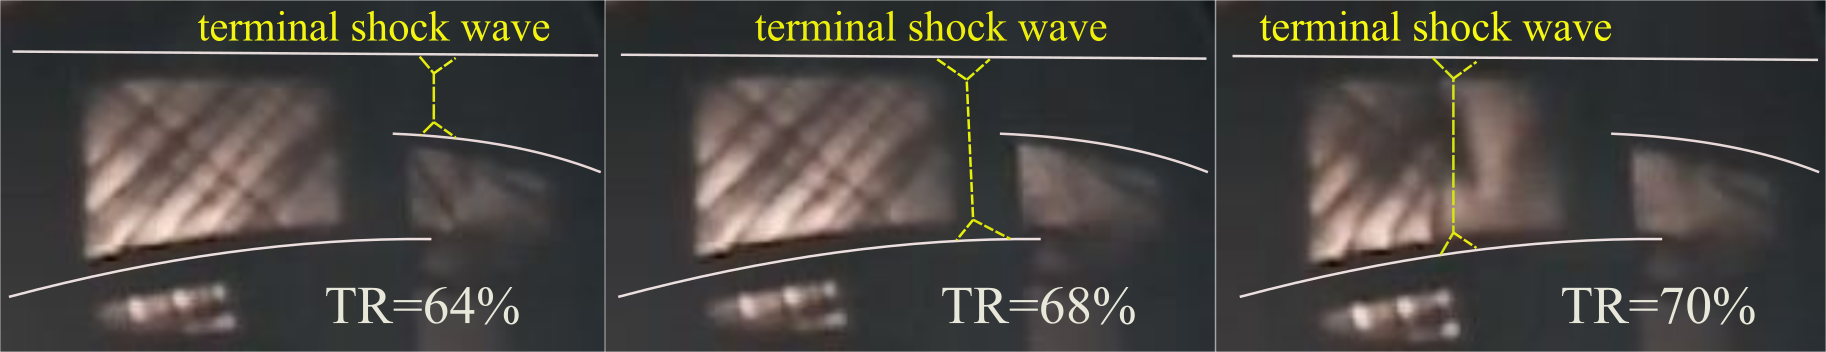 terminal shock wave
TR=64%
terminal shock wave
TR=68%
terminal shock wave
TR=70%